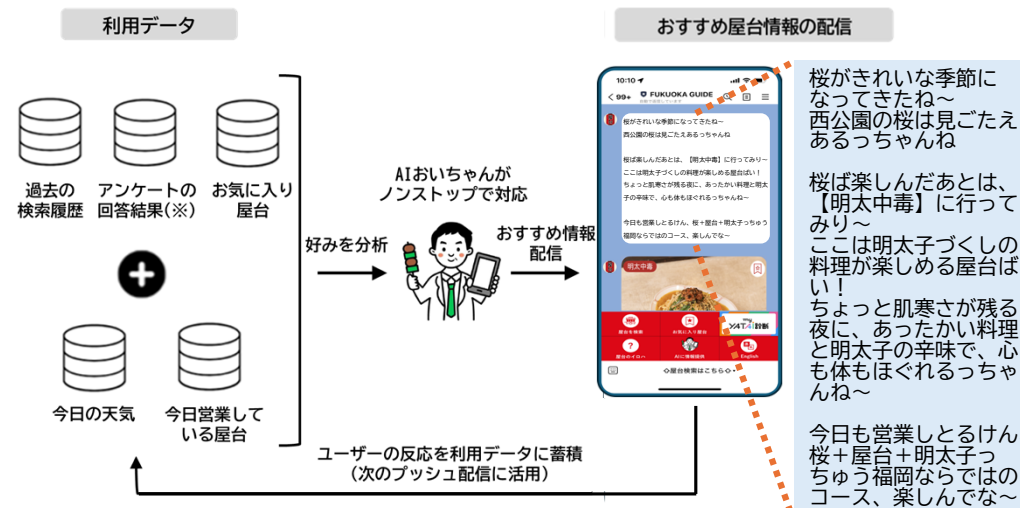 利用データ
おすすめ屋台情報の配信
過去の
検索履歴
アンケートの
回答結果(※)
お気に入り
屋台
今日の天気
今日営業して
いる屋台
好みを分析
AIおいちゃんが
ノンストップで対応
おすすめ情報
配信
ユーザーの反応を利用データに蓄積
（次のプッシュ配信に活用）
10:10
99+
FUKUOKA GUIDE
桜がきれいな季節になってきたね～
西公園の桜は見ごたえあるっちゃんね
桜ば楽しんだあとは、【明太中毒】に行ってみり～
ここは明太子づくしの料理が楽しめる屋台ばい！
ちょっと肌寒さが残る夜に、あったかい料理と明太
子の辛味で、心も体もほぐれるっちゃんね～
今日も営業しとるけん、桜＋屋台＋明太子っちゅう
福岡ならではのコース、楽しんでな～
明太中毒
屋台を検索
お気に入り屋台
診断
屋台のイロハ
AIに情報提供
English
◇屋台検索はこちら◇
桜がきれいな季節に
なってきたね～
西公園の桜は見ごたえ
あるっちゃんね
桜ば楽しんだあとは、
【明太中毒】に行って
みり～
ここは明太子づくしの
料理が楽しめる屋台ば
い！
ちょっと肌寒さが残る
夜に、あったかい料理
と明太子の辛味で、心
も体もほぐれるっちゃ
んね～
今日も営業しとるけん
桜＋屋台＋明太子っ
ちゅう福岡ならではの
コース、楽しんでな～